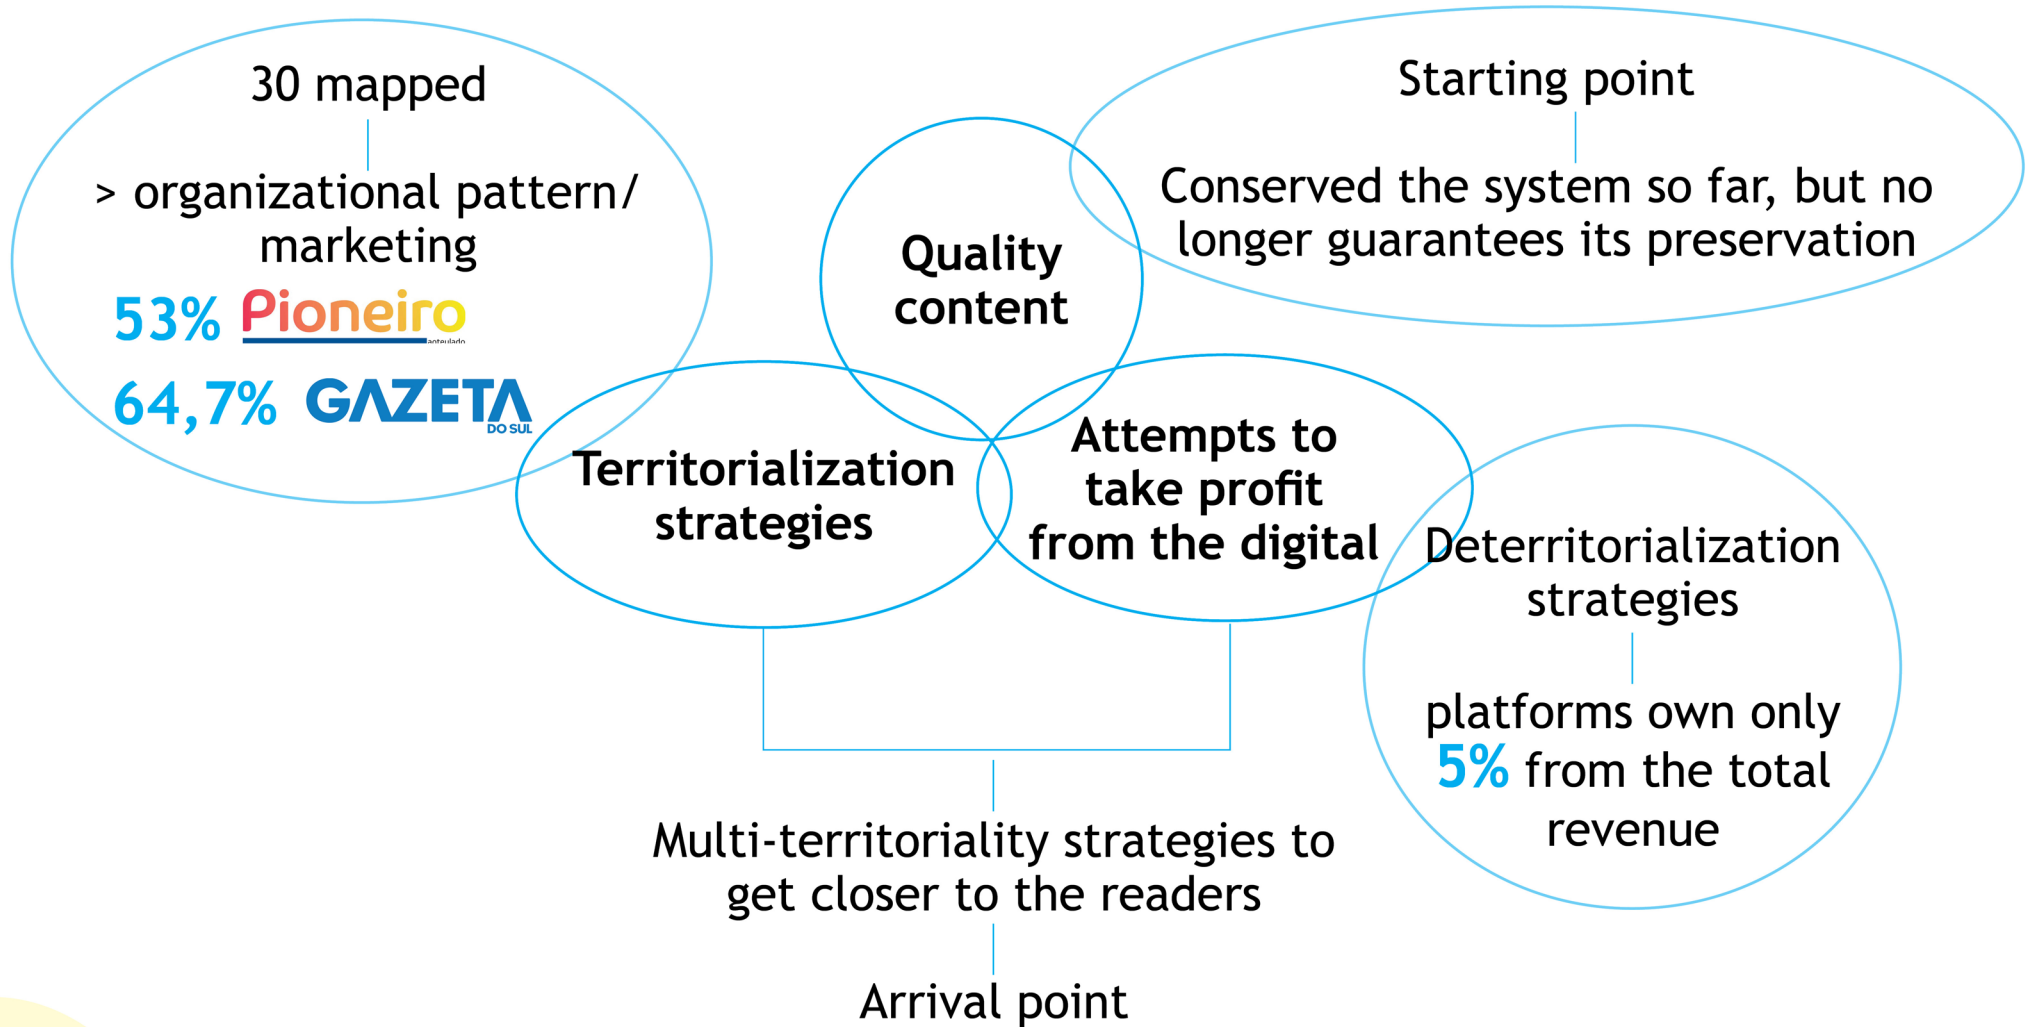 30 mapped
> organizational pattern/
marketing
53% Pioneiro
64,7% GAZETA
DO SUL
Starting point
Conserved the system so far, but no
longer guarantees its preservation
Quality
content
Territorialization
strategies
Attempts to
take profit
from the digital
Deterritorialization
strategies
platforms own only
5% from the total
revenue
Multi-territoriality strategies to
get closer to the readers
Arrival point